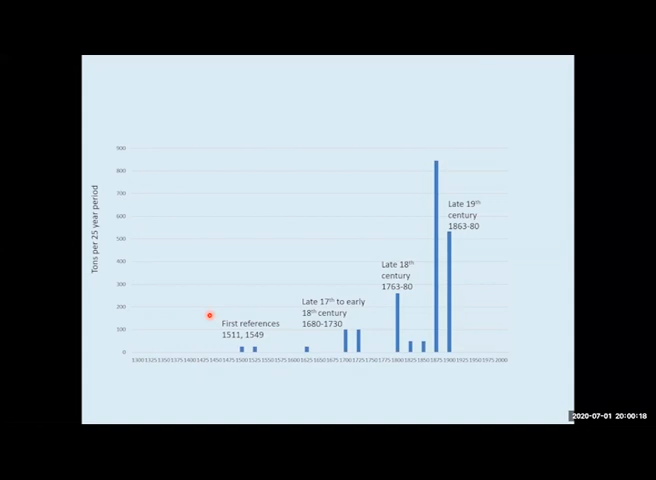 Tons per 25 year period
900
800
700
600
500
400
300
200
100
0
First references
1511, 1549
Late 17th to early
18th century
1680-1730
Late 18th
century
1763-80
Late 19th
century
1863-80
1300 1325 1350 1375 1400 1425 1450 1475 1500 1525 1550 1575 1600 1625 1650 1675 1700 1725 1750 1775 1800 1825 1850 1875 1900 1925 1950 1975 2000
2020-07-01 20:00:18